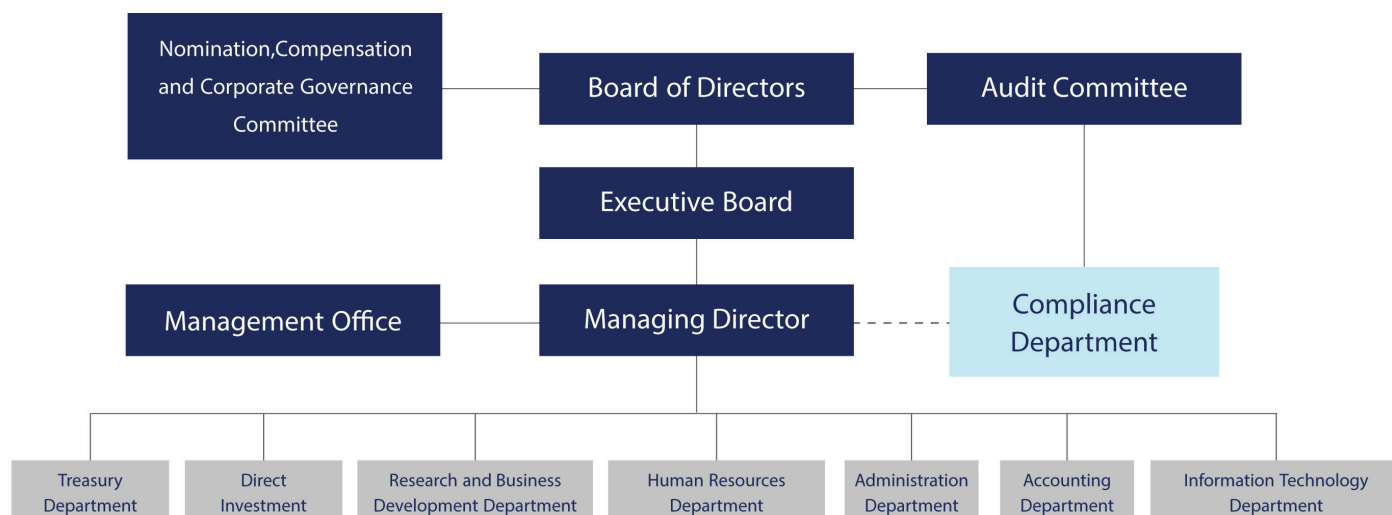 Nomination,Compensation
and Corporate Governance
Committee
Board of Directors
Audit Committee
Executive Board
Management Office
Managing Director
Compliance
Department
Treasury
Department
Direct
Investment
Research and Business
Development Department
Human Resources
Department
Administration
Department
Accounting
Department
Information Technology
Department